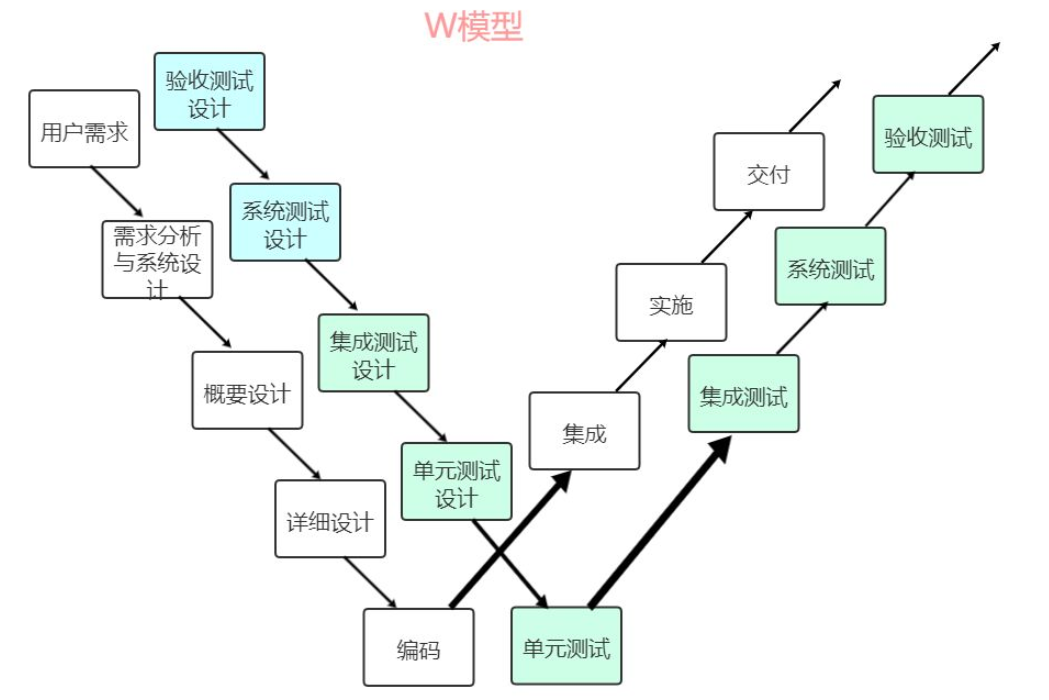 W模型
验收测试
设计
用户需求
系统测试
设计
需求分析
与系统设
计
集成测试
设计
概要设计
单元测试
设计
详细设计
编码
单元测试
集成
集成测试
实施
系统测试
交付
验收测试